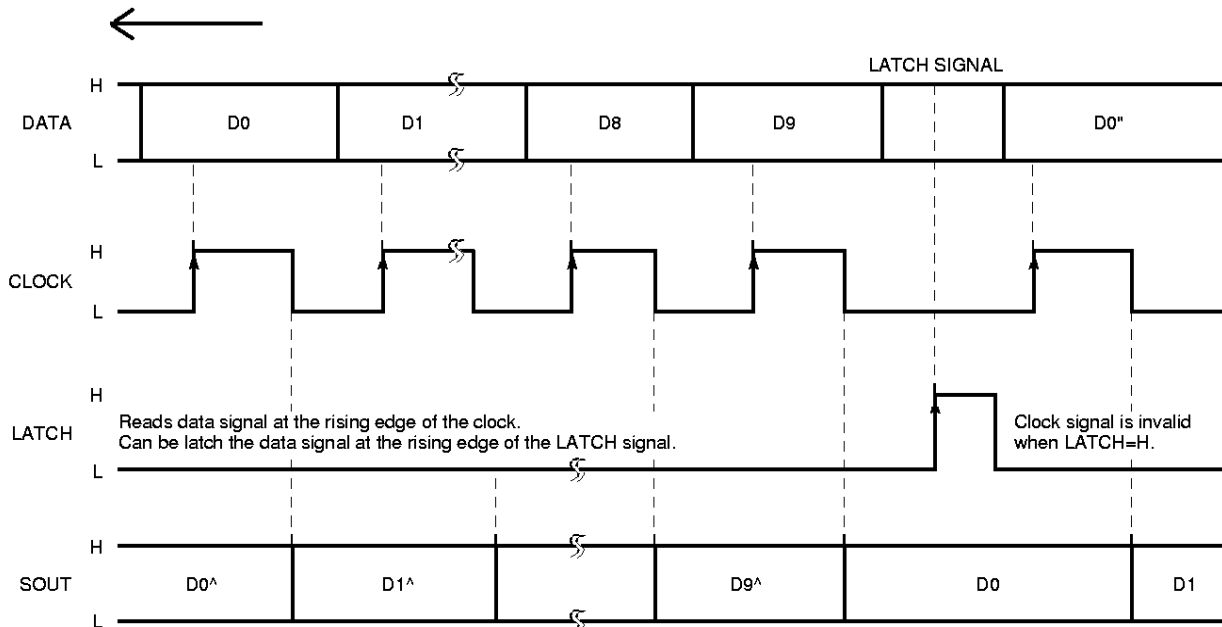 LATCH SIGNAL
H
DATA D0 D1 D8 D9 D0"
L
H
CLOCK
L
H
Reads data signal at the rising edge of the clock. Clock signal is invalid
LATCH Can be latch the data signal at the rising edge of the LATCH signal. when LATCH=H.
L
H
SOUT D0^ D1^ D9^ D0 D1
L